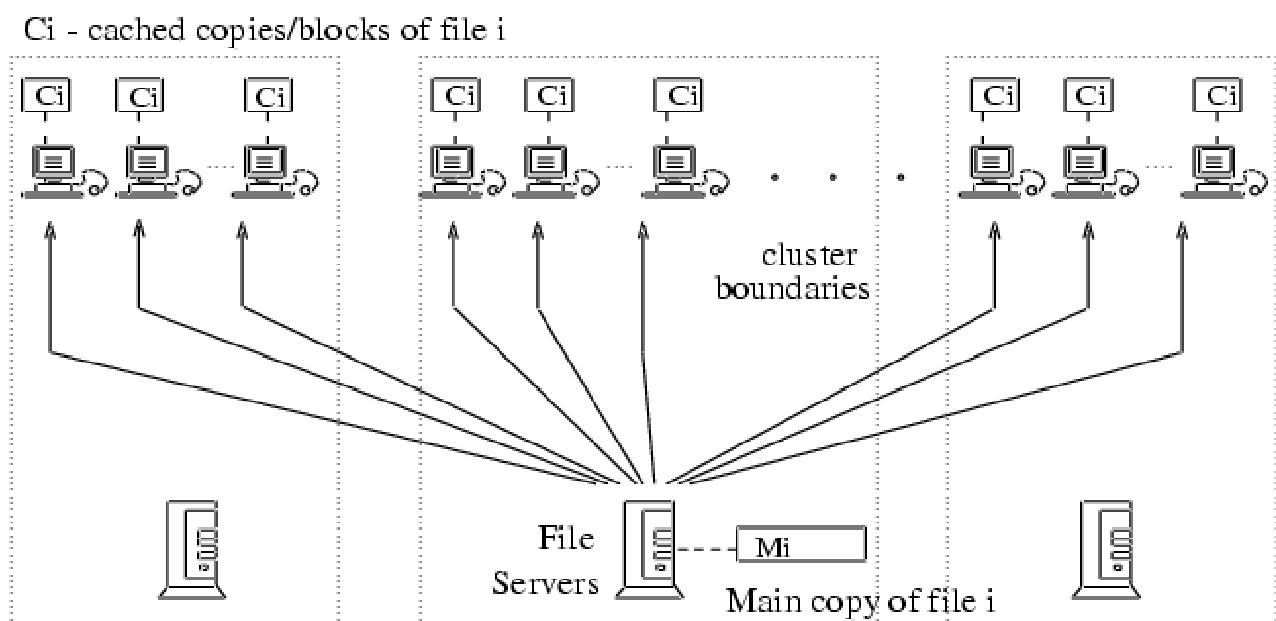 Ci - cached copies/blocks of file i
Ci Ci Ci Ci Ci Ci Ci Ci Ci
cluster
boundaries
File
Servers
Mi
Main copy of file i